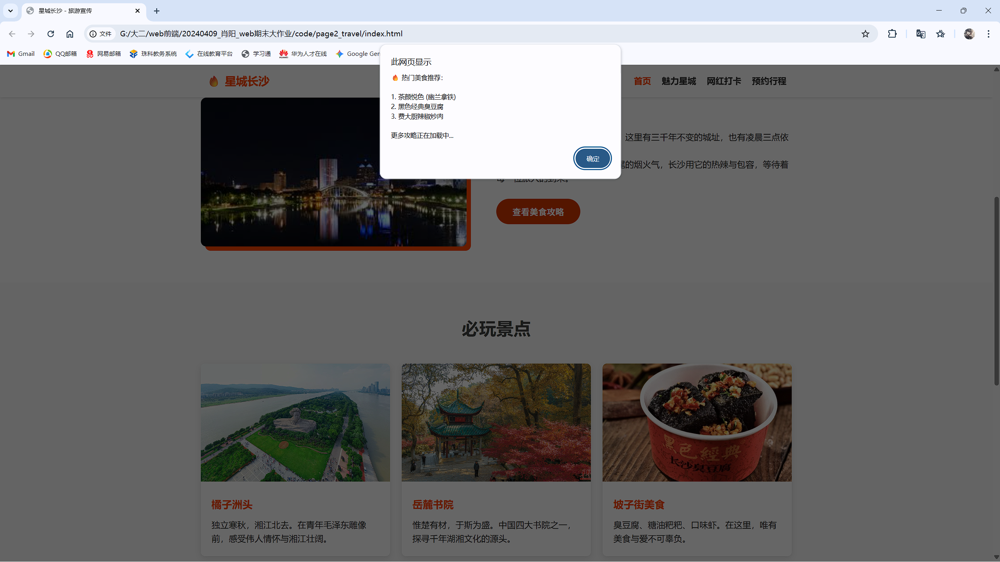 星城长沙 - 旅游宣传
文件
G:/大二/web前端/20240409_肖阳_web期末大作业/code/page2_travel/index.html
Gmail
QQ邮箱
网易邮箱
珠科教务系统
在线教育平台
学习通
华为人才在线
Google Gen
此网页显示
🔥 热门美食推荐：
1. 茶颜悦色 (幽兰拿铁)
2. 黑色经典臭豆腐
3. 费大厨辣椒炒肉
更多攻略正在加载中...
确定
🔥 星城长沙
首页
魅力星城
网红打卡
预约行程
这里有三千年不变的城址，也有凌晨三点依
的烟火气，长沙用它的热辣与包容，等待着
查看美食攻略
必玩景点
黑色經典
长沙臭豆腐
橘子洲头
独立寒秋，湘江北去。在青年毛泽东雕像
前，感受伟人情怀与湘江壮阔。
岳麓书院
惟楚有材，于斯为盛。中国四大书院之一，
探寻千年湖湘文化的源头。
坡子街美食
臭豆腐、糖油粑粑、口味虾。在这里，唯有
美食与爱不可辜负。